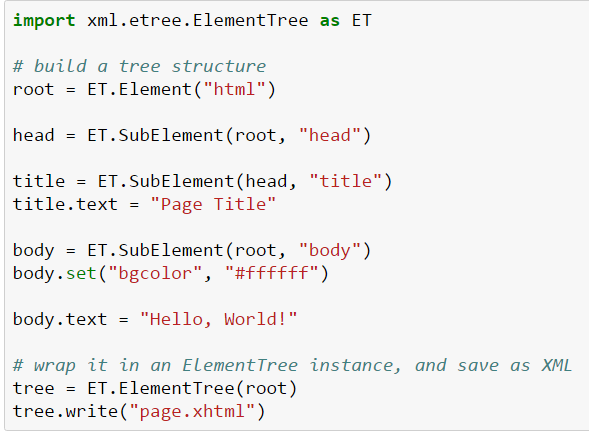 import xml.etree.ElementTree as ET
# build a tree structure
root = ET.Element("html")
head = ET.SubElement(root, "head")
title = ET.SubElement(head, "title")
title.text = "Page Title"
body = ET.SubElement(root, "body")
body.set("bgcolor", "#ffffff")
body.text = "Hello, World!"
# wrap it in an ElementTree instance, and save as XML
tree = ET.ElementTree(root)
tree.write("page.xhtml")